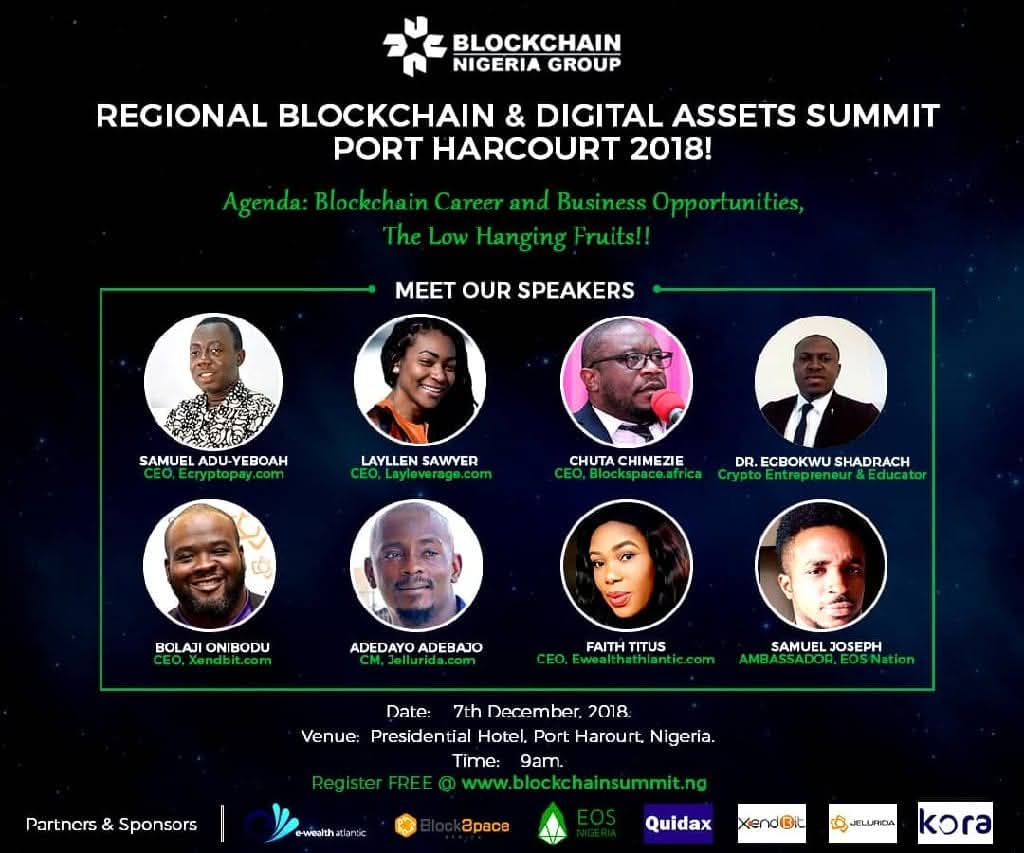 BLOCKCHAIN
NIGERIA GROUP
REGIONAL BLOCKCHAIN & DIGITAL ASSETS SUMMIT
PORT HARCOURT 2018!
Agenda: Blockchain Career and Business Opportunities,
The Low Hanging Fruits!!
MEET OUR SPEAKERS
SAMUEL ADU-YEBOAH
CEO, Ecryptopay.com
LAYLLEN SAWYER
CEO, Layleverage.com
CHUTA CHIMEZIE
CEO, Blockspace.africa
DR. EGBOKWU SHADRACH
Crypto Entrepreneur & Educator
BOLAJI ONIBODU
CEO, Xendbit.com
ADEDAYO ADEBAJO
CM, Jellurida.com
FAITH TITUS
CEO, Ewealthathlantic.com
SAMUEL JOSEPH
AMBASSADOR, EOS Nation
Date: 7th December, 2018.
Venue: Presidential Hotel, Port Harourt, Nigeria.
Time: 9am.
Register FREE @ www.blockchainsummit.ng
Partners & Sponsors
e-wealth atlantic
BlockSpace
AFRICA
EOS
NIGERIA
Quidax
XendBit
JELURIDA
kora